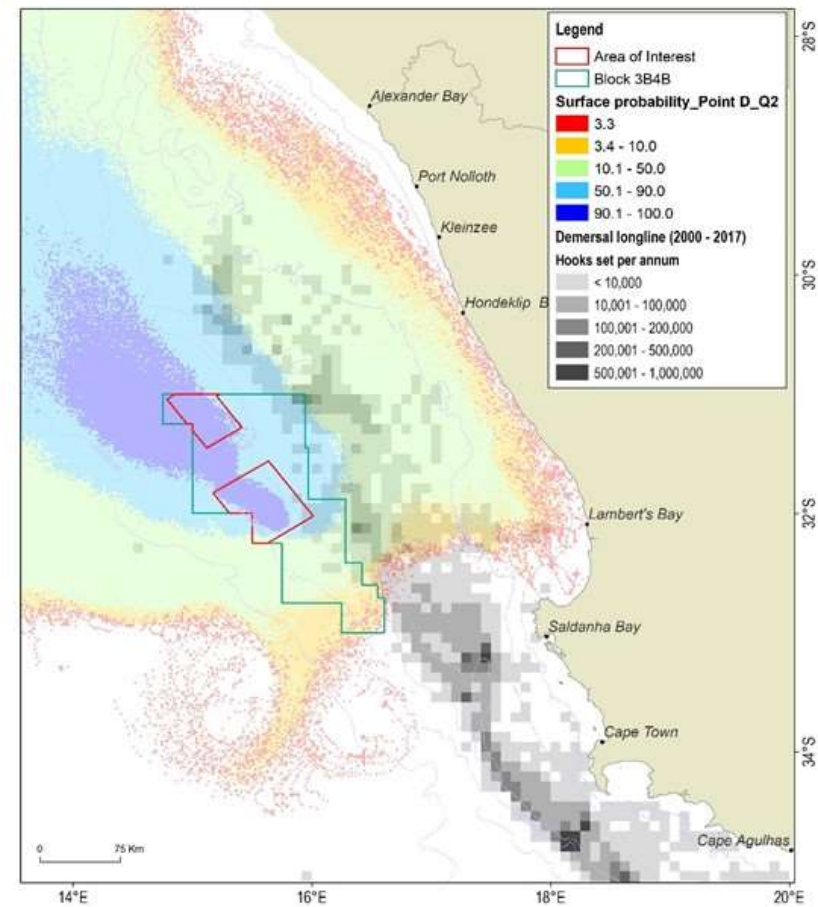 Legend
Area of Interest
Block 3B4B
Surface probability_Point D_Q2
3.3
3.4 - 10.0
10.1 - 50.0
50.1 - 90.0
90.1 - 100.0
Demersal longline (2000 - 2017)
Hooks set per annum
< 10,000
10,001 - 100,000
100,001 - 200,000
200,001 - 500,000
500,001 - 1,000,000
Alexander Bay
Port Nolloth
Kleinzee
Hondeklip B
Lambert's Bay
Saldanha Bay
Cape Town
Cape Agulhas
28°S
30°S
32°S
34°S
0 75 Km
14°E 16°E 18°E 20°E